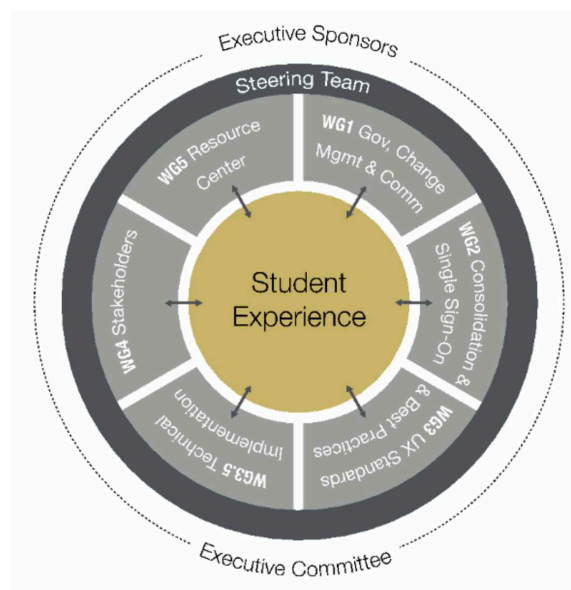 Executive Sponsors
Steering Team
WG1 Gov, Change
Mgmt & Comm
WG2 Consolidation &
Single Sign-On
WG3 UX Standards
& Best Practices
WG3.5 Technical
Implementation
WG4 Stakeholders
WG5 Resource
Center
Student
Experience
Executive Committee